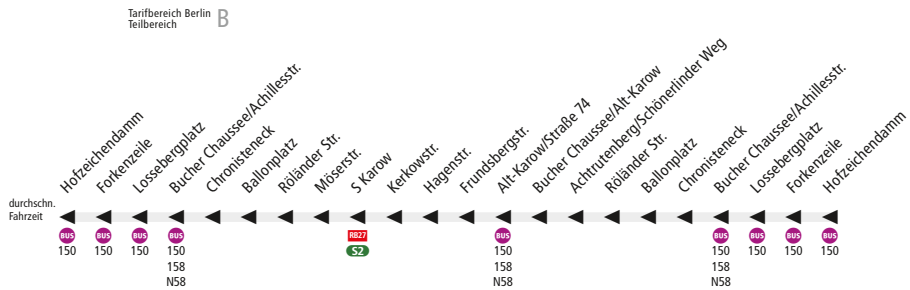 Tarifbereich Berlin
Teilbereich
B
Hofzeichendamm
Forkenzeile
Lossebergplatz
Bucher Chaussee/Achillesstr.
Chronisteneck
Ballonplatz
Röländer Str.
Möserstr.
S Karow
Kerkowstr.
Hagenstr.
Frundsbergstr.
Alt-Karow/Straße 74
Bucher Chaussee/Alt-Karow
Achtrutenberg/Schönerlinder Weg
Röländer Str.
Ballonplatz
Chronisteneck
Bucher Chaussee/Achillesstr.
Lossebergplatz
Forkenzeile
Hofzeichendamm
durchschn.
Fahrzeit
BUS BUS BUS BUS RB27 BUS BUS BUS BUS BUS
150 150 150 150 S2 150 150 150 150 150
158 158 158
N58 N58 N58